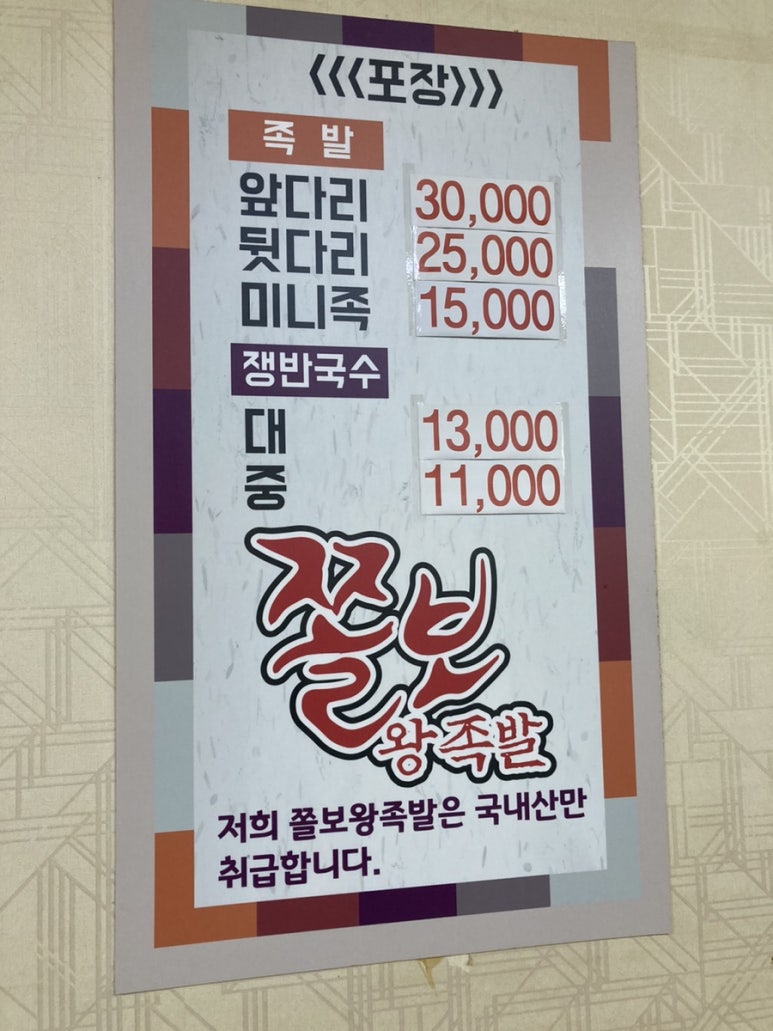 <<<포장>>>
족 발
앞다리 30,000
뒷다리 25,000
미니족 15,000
쟁반국수
대 13,000
중 11,000
쫄보
왕족발
저희 쫄보왕족발은 국내산만
취급합니다.